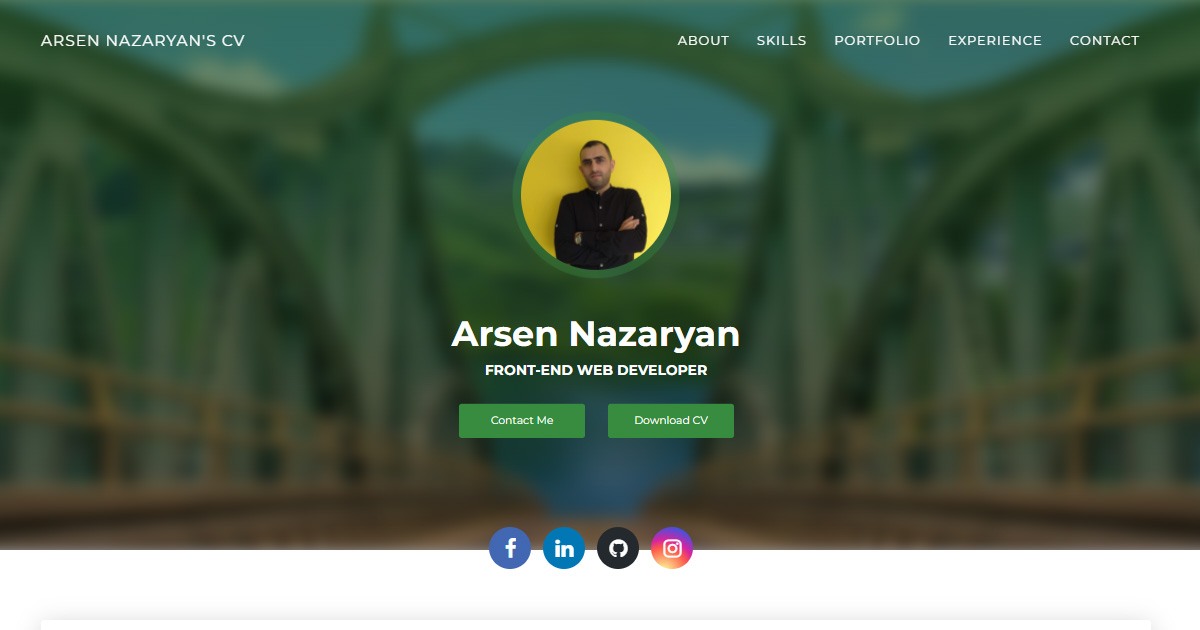 ARSEN NAZARYAN'S CV
ABOUT SKILLS PORTFOLIO EXPERIENCE CONTACT
Arsen Nazaryan
FRONT-END WEB DEVELOPER
Contact Me Download CV